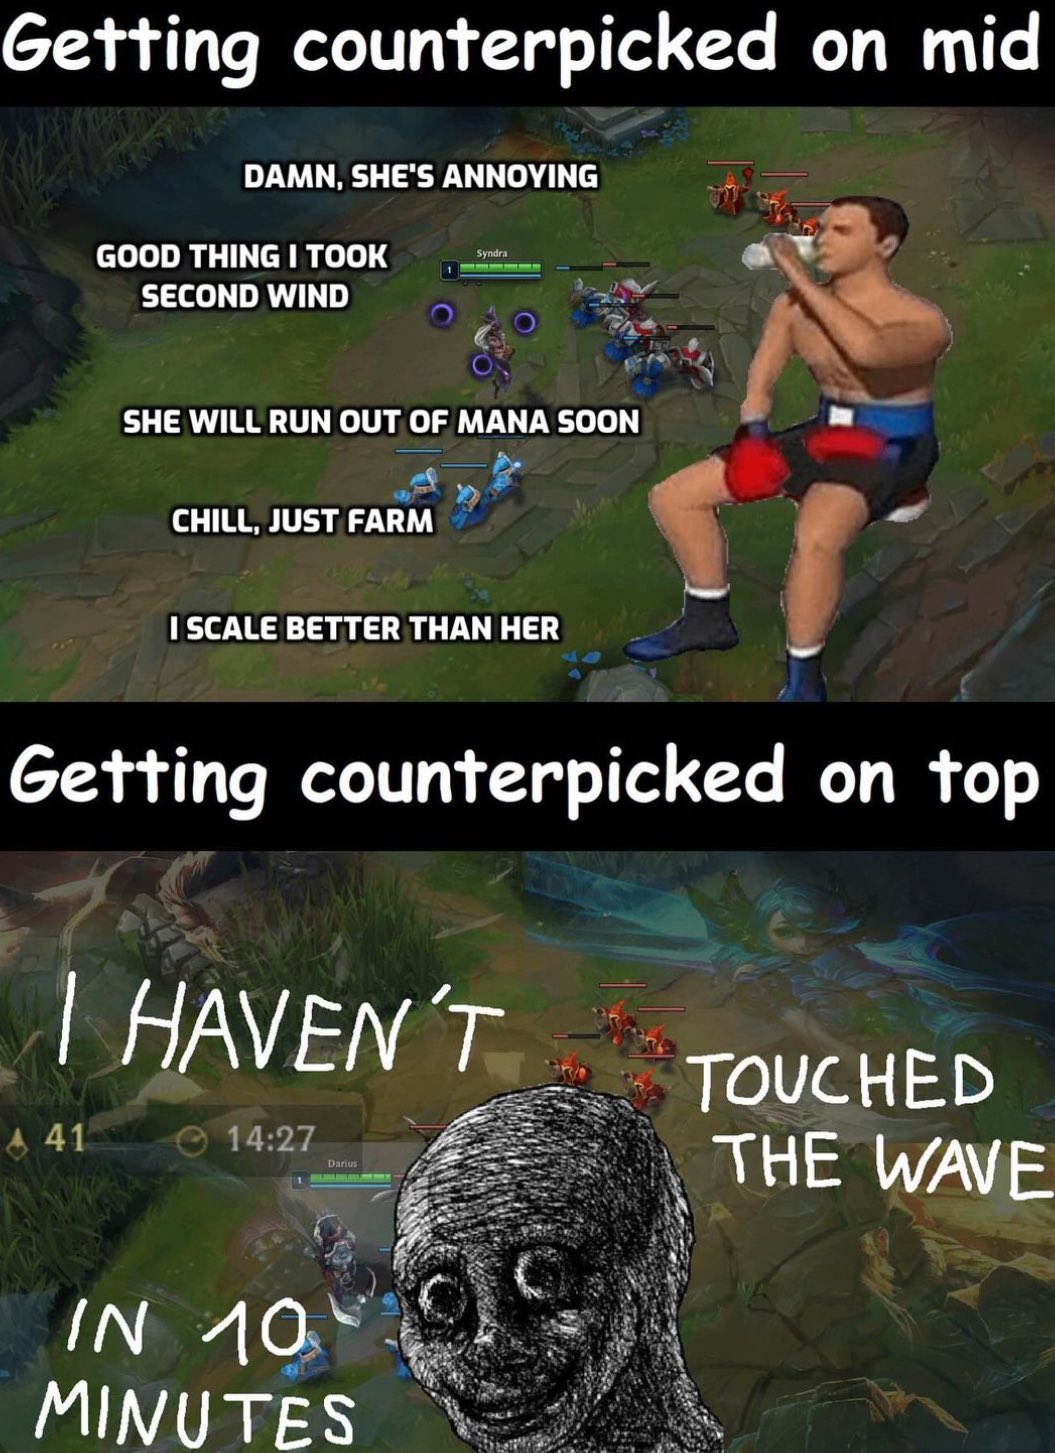 Getting counterpicked on mid
DAMN, SHE'S ANNOYING
GOOD THING I TOOK
SECOND WIND
Syndra
1
SHE WILL RUN OUT OF MANA SOON
CHILL, JUST FARM
I SCALE BETTER THAN HER
Getting counterpicked on top
I HAVEN'T
TOUCHED
THE WAVE
41 14:27
Darius
1
IN 10
MINUTES